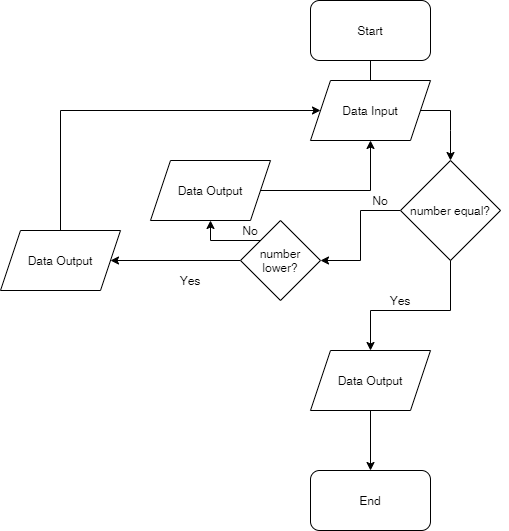 Start
Data Input
Data Output
No
number equal?
No
number
lower?
Data Output
Yes
Yes
Data Output
End